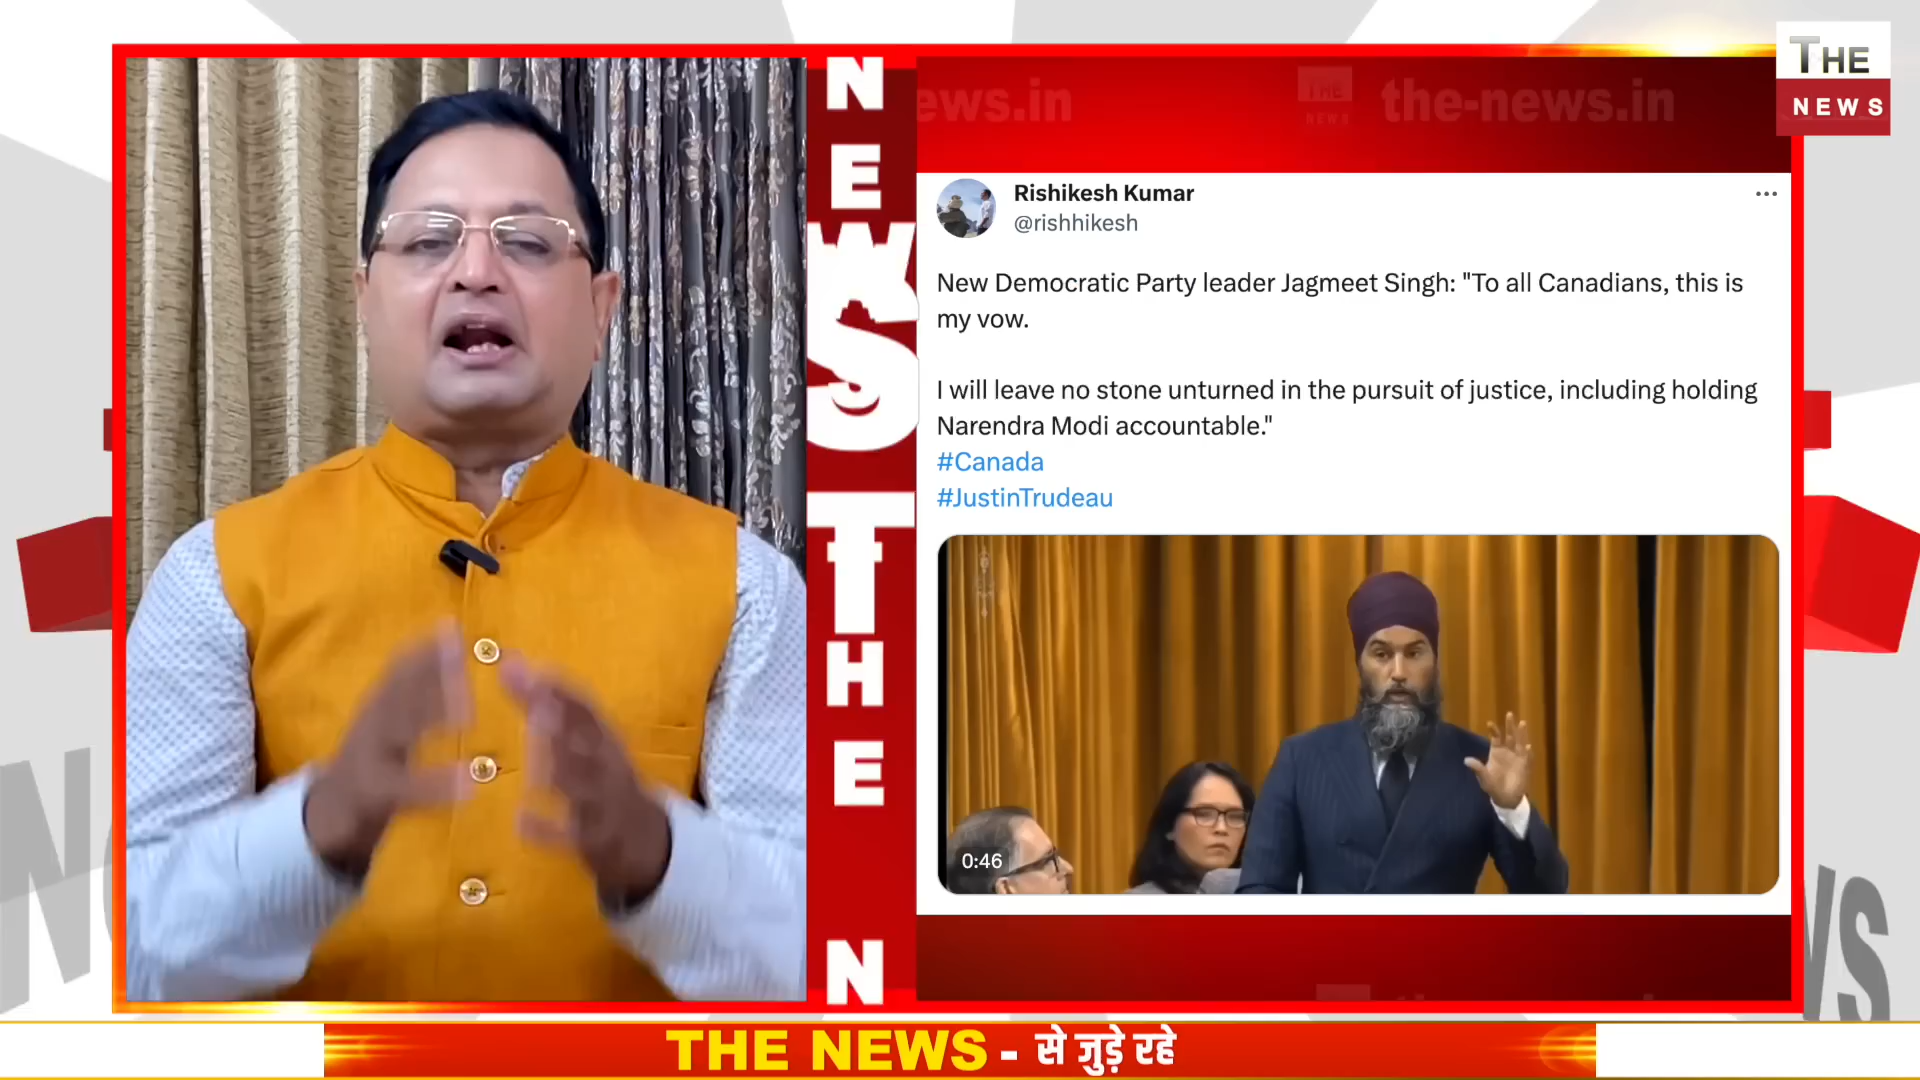 THE
NEWS
ews.in
THE
NEWS
the-news.in
N
E
W
S
T
H
E
N
Rishikesh Kumar
@rishhikesh
New Democratic Party leader Jagmeet Singh: "To all Canadians, this is
my vow.
I will leave no stone unturned in the pursuit of justice, including holding
Narendra Modi accountable."
#Canada
#JustinTrudeau
0:46
THE NEWS - से जुड़े रहे